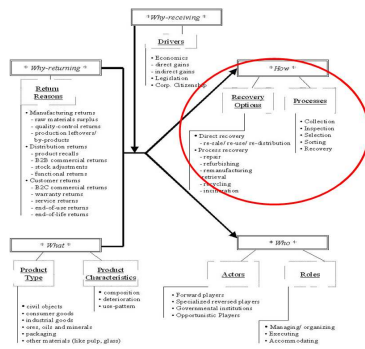 * Why-receiving *
Drivers
• Economics
- direct gains
- indirect gains
• Legislation
• Corp. Citizenship
* Why-returning *
Return
Reasons
• Manufacturing returns
- raw materials surplus
- quality-control returns
- production leftovers/
by-products
• Distribution returns
- product recalls
- B2B commercial returns
- stock adjustments
- functional returns
• Customer returns
- B2C commercial returns
- warranty returns
- service returns
- end-of-use returns
- end-of-life returns
* How *
Recovery
Options
• Direct recovery
- re-sale/ re-use/ re-distribution
• Process recovery
- repair
- refurbishing
- remanufacturing
- retrieval
- recycling
- incineration
Processes
• Collection
• Inspection
• Selection
• Sorting
• Recovery
* What *
Product
Type
• civil objects
• consumer goods
• industrial goods
• ores, oils and minerals
• packaging
• other materials (like pulp, glass)
Product
Characteristics
• composition
• deterioration
• use-pattern
* Who *
Actors
• Forward players
• Specialized reversed players
• Governmental institutions
• Opportunistic Players
Roles
• Managing/ organizing
• Executing
• Accommodating